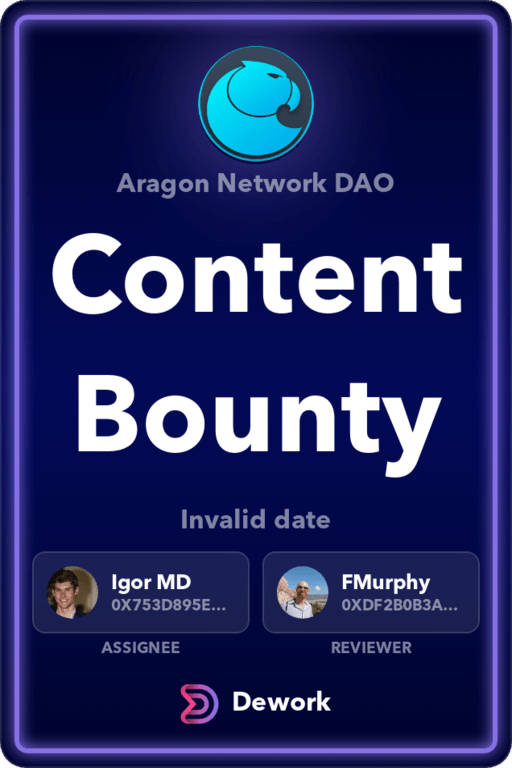 Aragon Network DAO
Content
Bounty
Invalid date
Igor MD
0X753D895E...
ASSIGNEE
FMurphy
0XDF2B0B3A...
REVIEWER
Dework